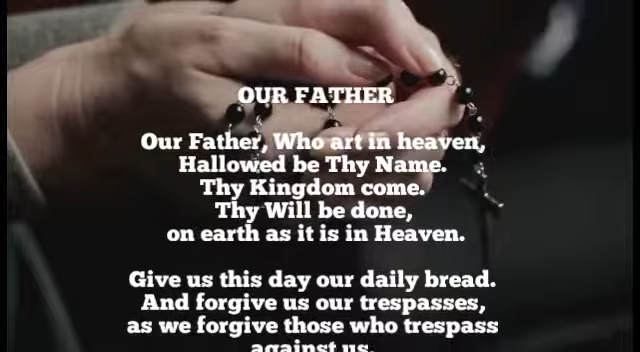 OUR FATHER
Our Father, Who art in heaven,
Hallowed be Thy Name.
Thy Kingdom come.
Thy Will be done,
on earth as it is in Heaven.
Give us this day our daily bread.
And forgive us our trespasses,
as we forgive those who trespass
against us.